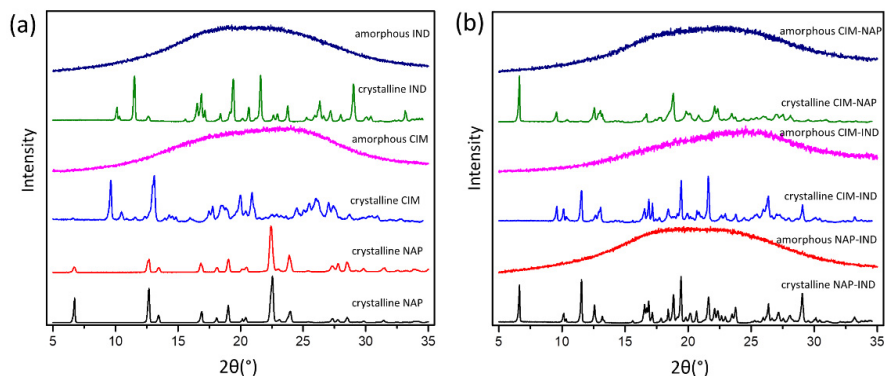 (a)
amorphous IND
crystalline IND
amorphous CIM
crystalline CIM
crystalline NAP
crystalline NAP
Intensity
5 10 15 20 25 30 35
2θ(°)
(b)
amorphous CIM-NAP
crystalline CIM-NAP
amorphous CIM-IND
crystalline CIM-IND
amorphous NAP-IND
crystalline NAP-IND
Intensity
5 10 15 20 25 30 35
2θ(°)